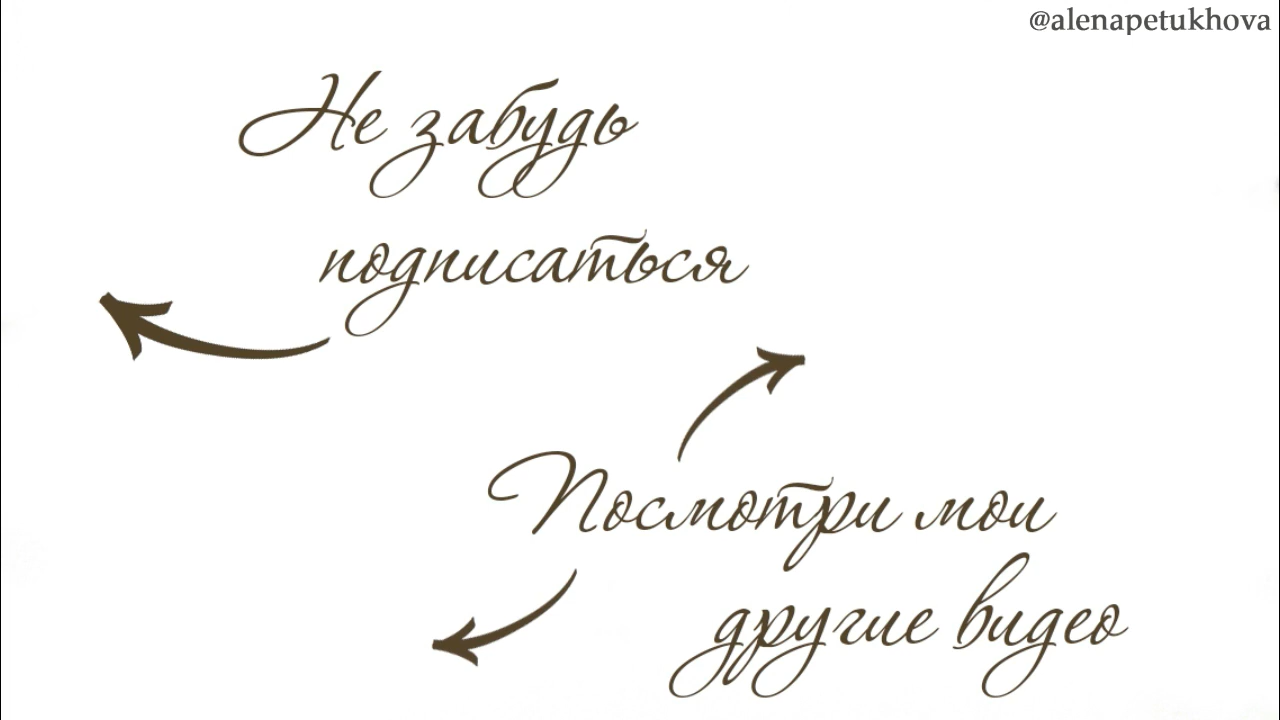 @alenapetukhova
Не забудь
подписаться
Посмотри мои
другие видео